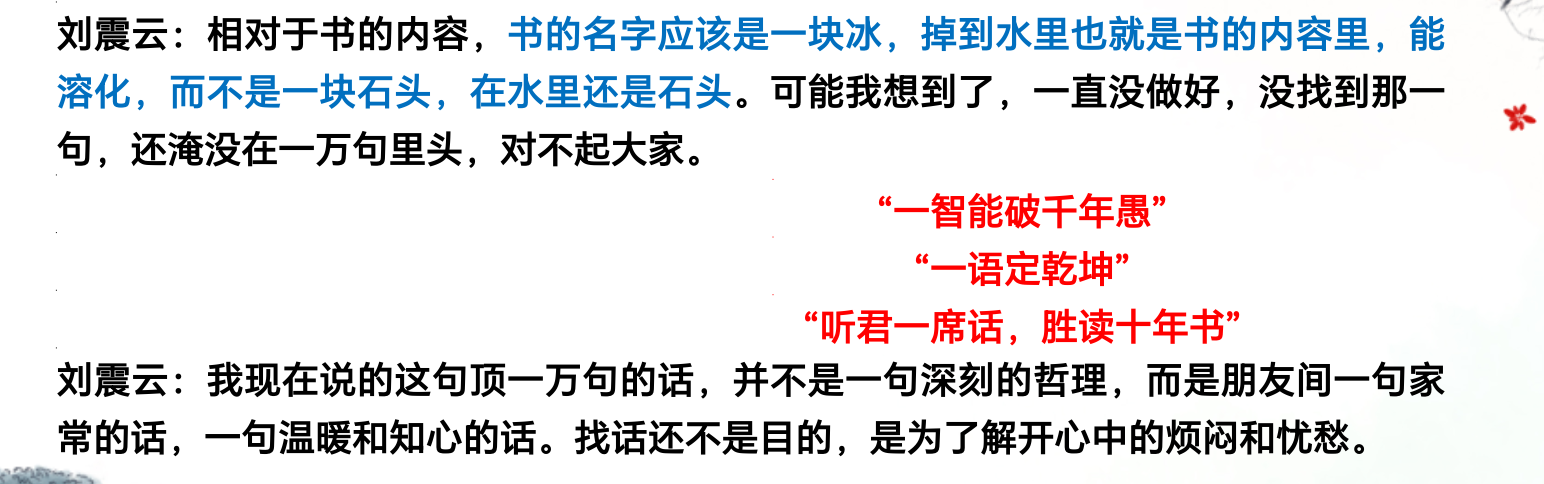 刘震云：相对于书的内容，书的名字应该是一块冰，掉到水里也就是书的内容里，能
溶化，而不是一块石头，在水里还是石头。可能我想到了，一直没做好，没找到那一
句，还淹没在一万句里头，对不起大家。
“一智能破千年愚”
“一语定乾坤”
“听君一席话，胜读十年书”
刘震云：我现在说的这句顶一万句的话，并不是一句深刻的哲理，而是朋友间一句家
常的话，一句温暖和知心的话。找话还不是目的，是为了解开心中的烦闷和忧愁。